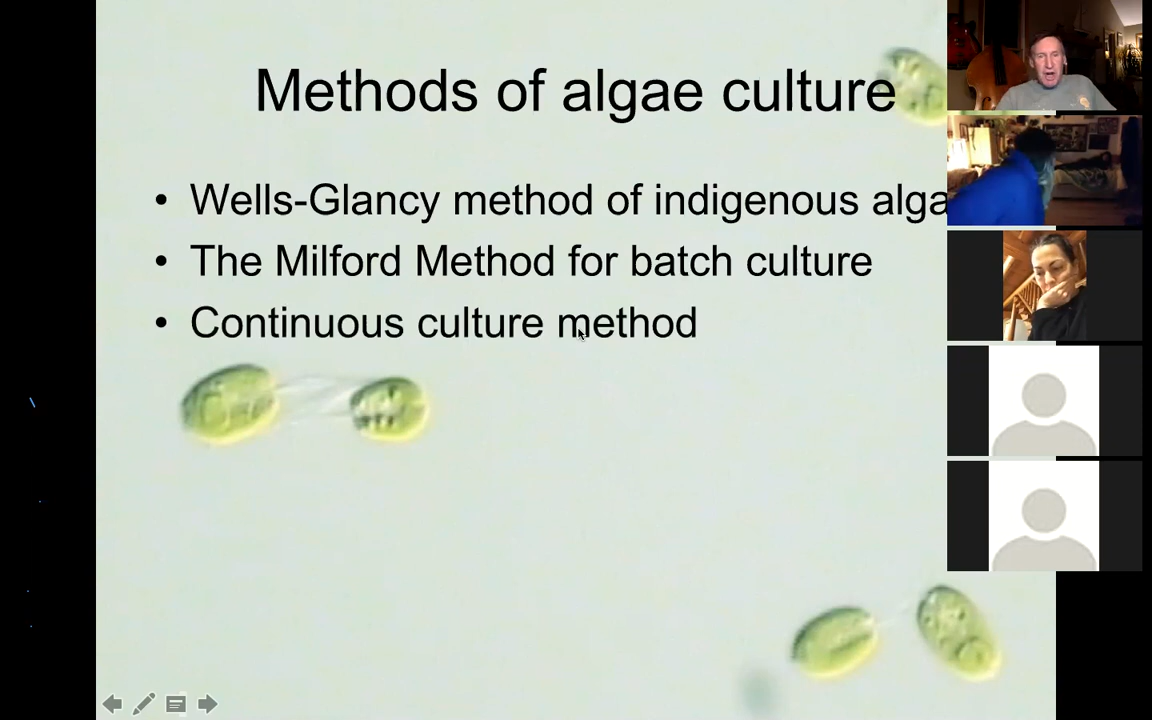 Methods of algae culture
• Wells-Glancy method of indigenous alga
• The Milford Method for batch culture
• Continuous culture method